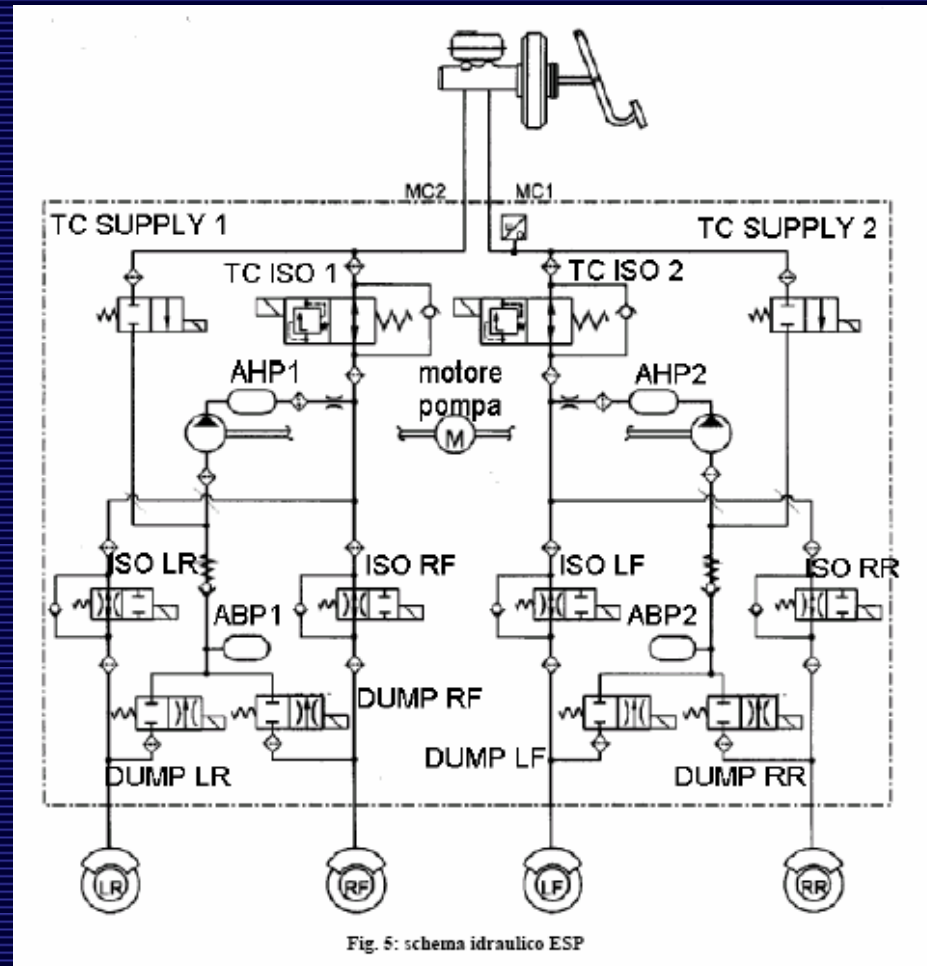 MC2 MC1
TC SUPPLY 1
TC SUPPLY 2
TC ISO 1
TC ISO 2
AHP1
motore
pompa
M
AHP2
ISO LR
ISO RF
ISO LF
ISO RR
ABP1
ABP2
DUMP RF
DUMP LF
DUMP LR
DUMP RR
LR
RF
LF
RR
Fig. 5: schema idraulico ESP